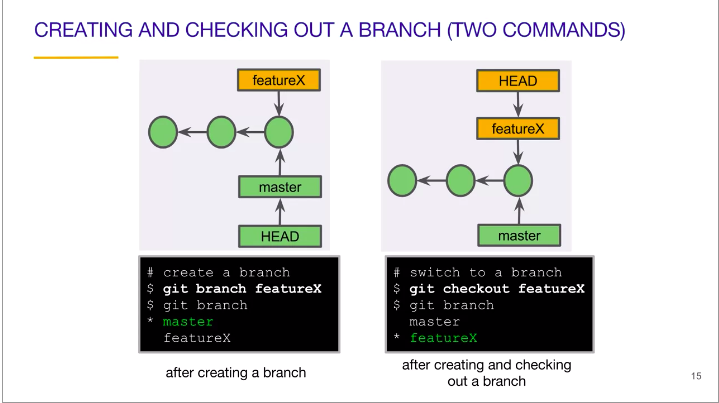 CREATING AND CHECKING OUT A BRANCH (TWO COMMANDS)
featureX
master
HEAD
# create a branch
$ git branch featureX
$ git branch
* master
featureX
after creating a branch
HEAD
featureX
master
# switch to a branch
$ git checkout featureX
$ git branch
master
* featureX
after creating and checking
out a branch
15